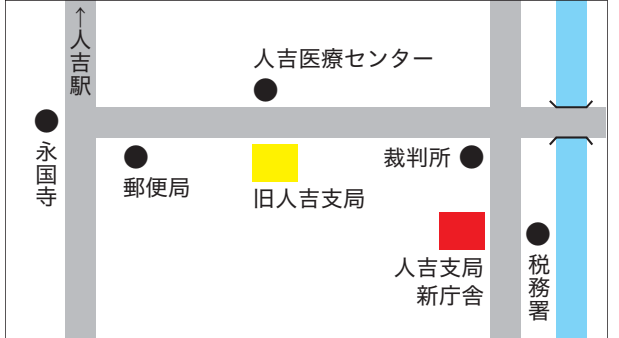 ↑人吉駅
人吉医療センター
永国寺
郵便局
旧人吉支局
裁判所
人吉支局
新庁舎
税務署